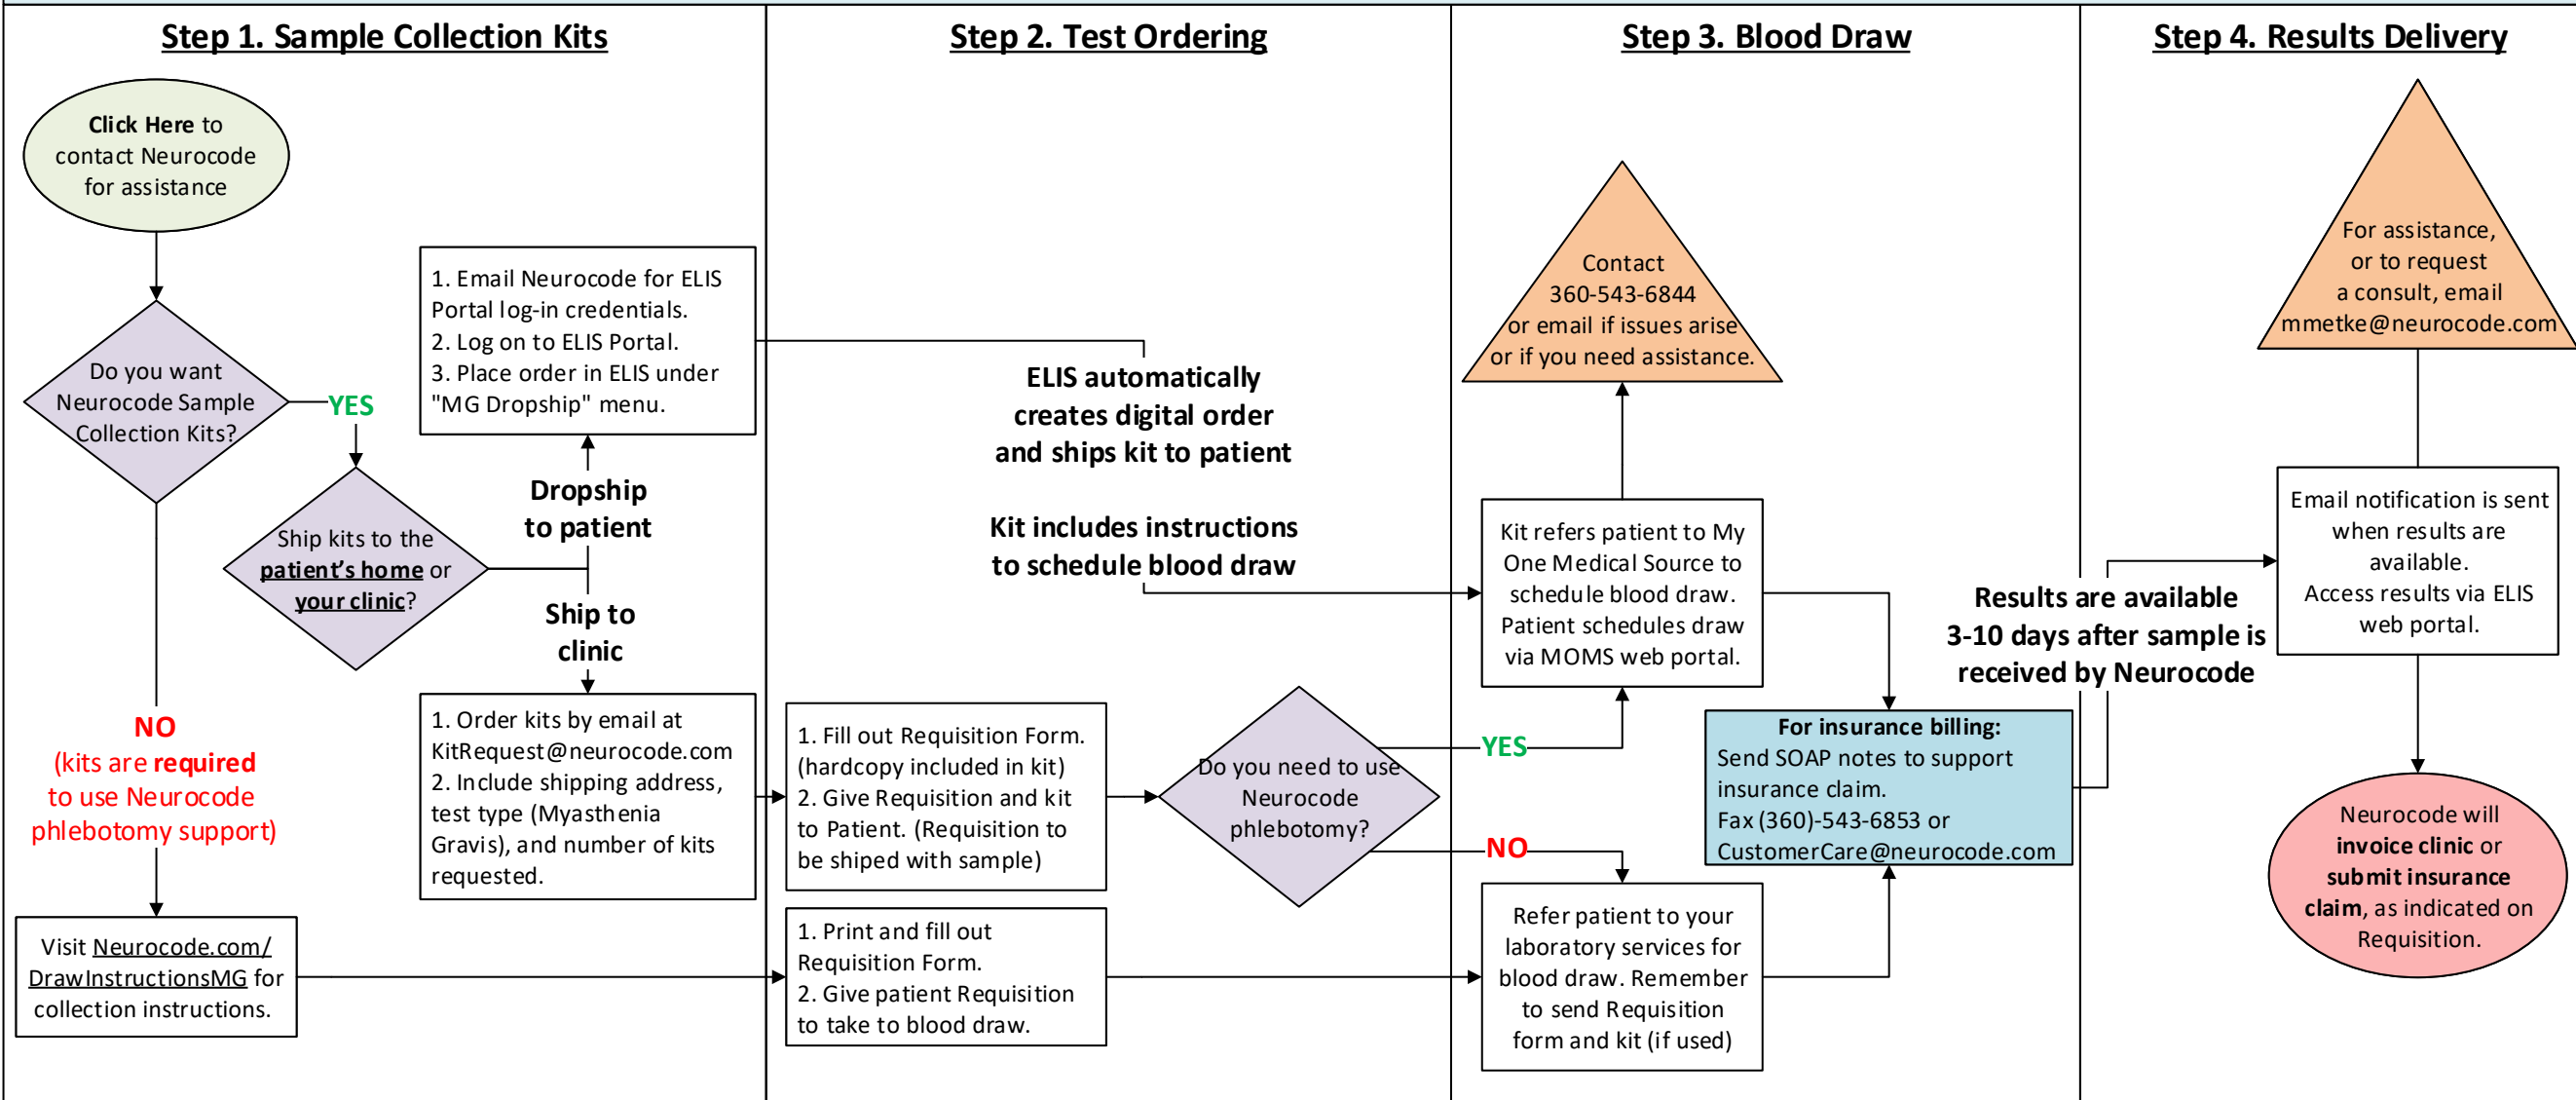 Step 1. Sample Collection Kits
Click Here to
contact Neurocode
for assistance
Do you want
Neurocode Sample
Collection Kits?
YES
Ship kits to the
patient’s home or
your clinic?
1. Email Neurocode for ELIS
Portal log-in credentials.
2. Log on to ELIS Portal.
3. Place order in ELIS under
"MG Dropship" menu.
Dropship
to patient
Ship to
clinic
1. Order kits by email at
KitRequest@neurocode.com
2. Include shipping address,
test type (Myasthenia
Gravis), and number of kits
requested.
NO
(kits are required
to use Neurocode
phlebotomy support)
Visit Neurocode.com/
DrawInstructionsMG for
collection instructions.
Step 2. Test Ordering
ELIS automatically
creates digital order
and ships kit to patient
Kit includes instructions
to schedule blood draw
1. Fill out Requisition Form.
(hardcopy included in kit)
2. Give Requisition and kit
to Patient. (Requisition to
be shiped with sample)
Do you need to use
Neurocode
phlebotomy?
1. Print and fill out
Requisition Form.
2. Give patient Requisition
to take to blood draw.
Step 3. Blood Draw
Contact
360-543-6844
or email if issues arise
or if you need assistance.
Kit refers patient to My
One Medical Source to
schedule blood draw.
Patient schedules draw
via MOMS web portal.
YES
NO
For insurance billing:
Send SOAP notes to support
insurance claim.
Fax (360)-543-6853 or
CustomerCare@neurocode.com
Refer patient to your
laboratory services for
blood draw. Remember
to send Requisition
form and kit (if used)
Step 4. Results Delivery
For assistance,
or to request
a consult, email
mmetke@neurocode.com
Results are available
3-10 days after sample is
received by Neurocode
Email notification is sent
when results are
available.
Access results via ELIS
web portal.
Neurocode will
invoice clinic or
submit insurance
claim, as indicated on
Requisition.